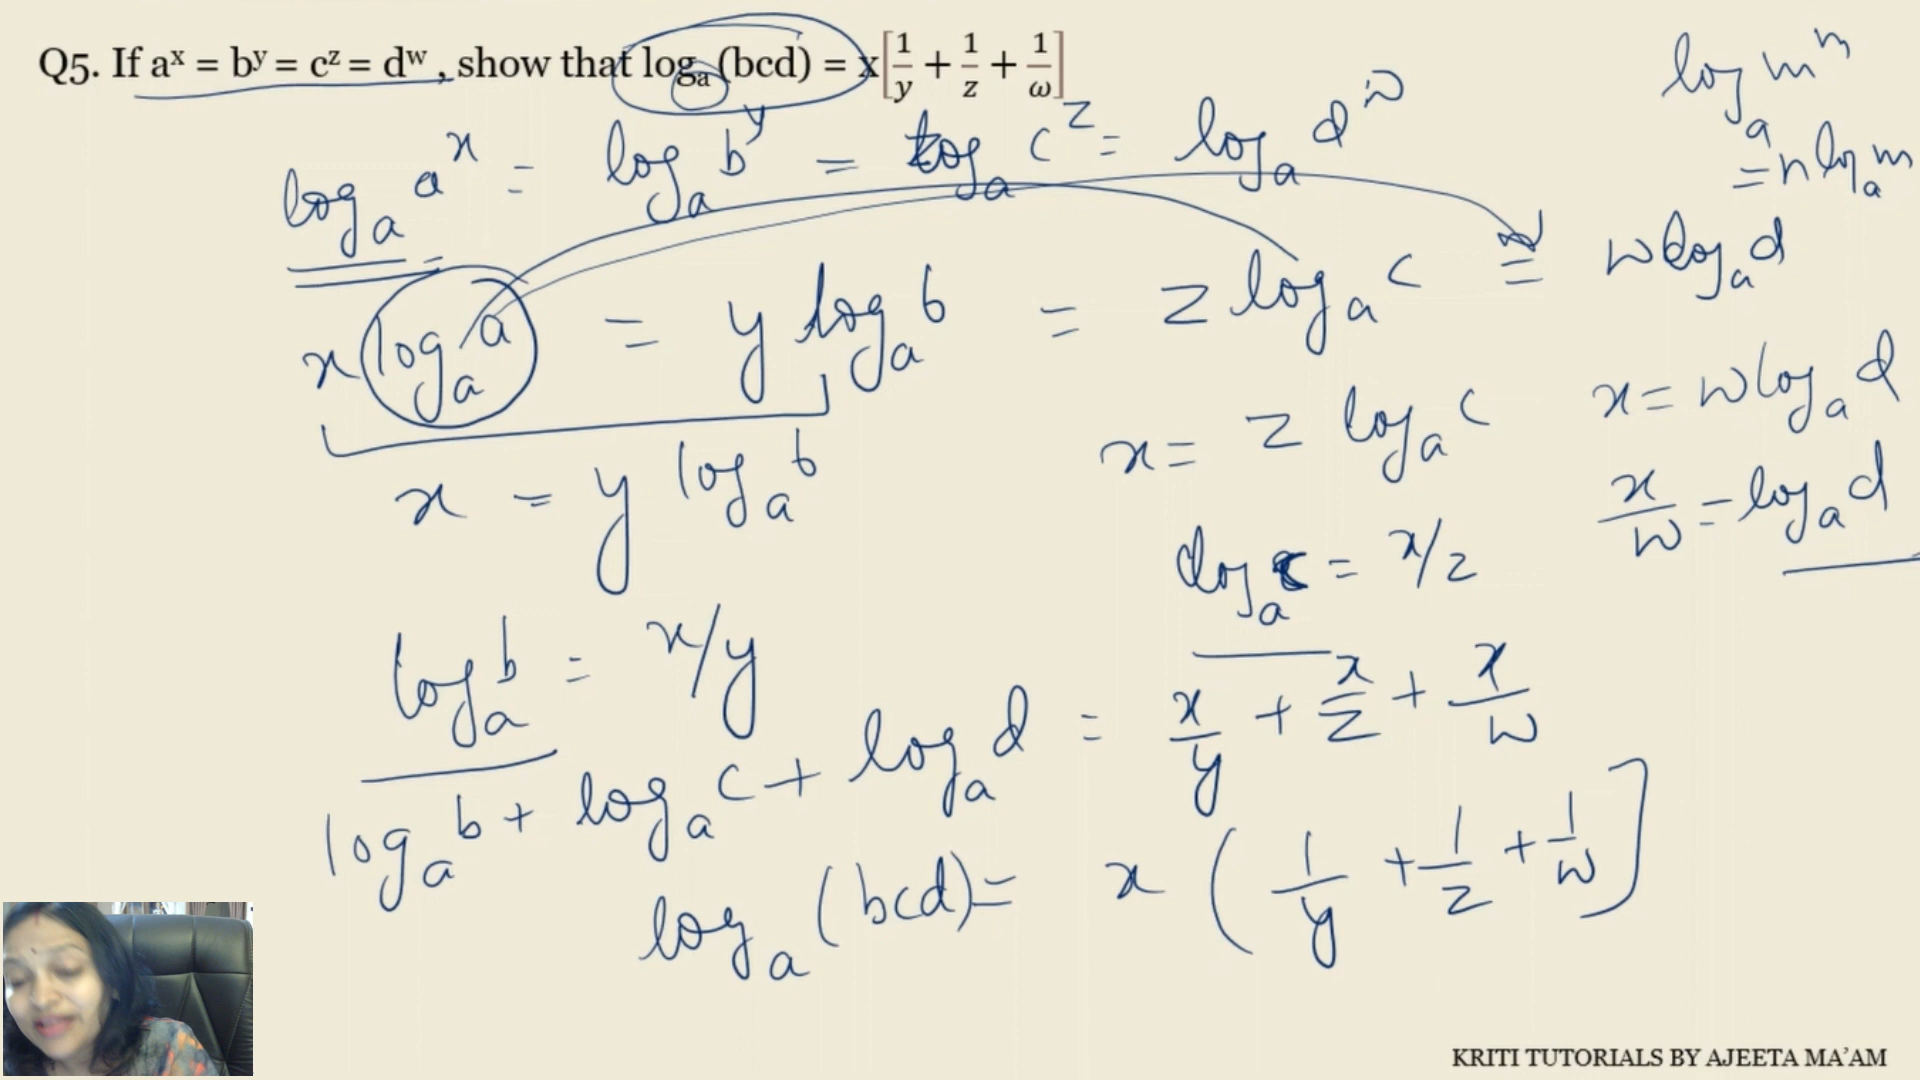 Q5. If aˣ = bʸ = cᶻ = dʷ , show that logₐ (bcd) = x[1/y + 1/z + 1/ω]
logₐ mⁿ
= n logₐ m
logₐ aˣ = logₐ bʸ = logₐ cᶻ = logₐ dʷ
x logₐ a = y logₐ b = z logₐ c = w logₐ d
x = y logₐ b
x = z logₐ c
x = w logₐ d
logₐ c = x/z
x/w = logₐ d
logₐ b = x/y
logₐ b + logₐ c + logₐ d = x/y + x/z + x/w
logₐ (bcd) = x ( 1/y + 1/z + 1/w ]
KRITI TUTORIALS BY AJEETA MA'AM